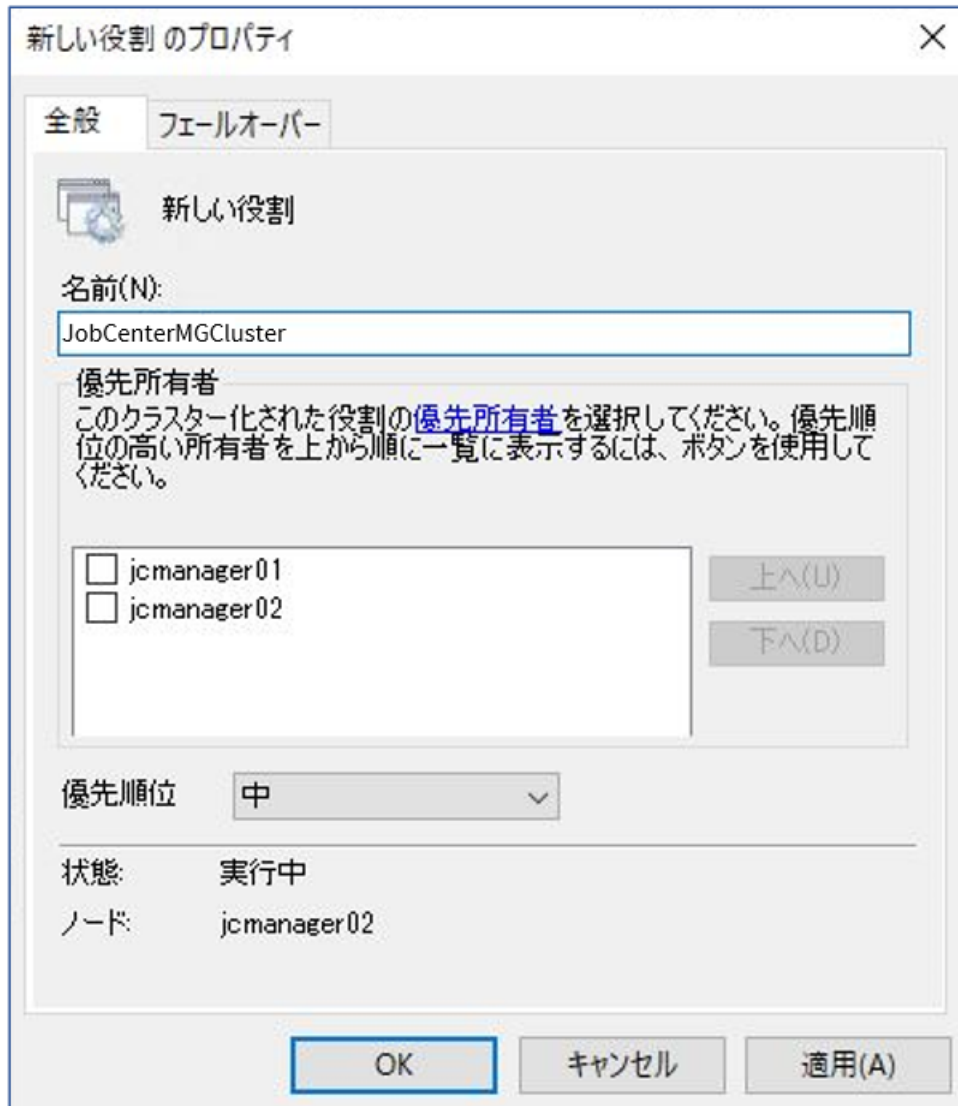 新しい役割 のプロパティ
全般 フェールオーバー
新しい役割
名前(N):
JobCenterMGCluster
優先所有者
このクラスター化された役割の優先所有者を選択してください。優先順
位の高い所有者を上から順に一覧に表示するには、ボタンを使用して
ください。
jcmanager01
上へ(U)
jcmanager02
下へ(D)
優先順位 中
状態: 実行中
ノード: jcmanager02
OK キャンセル 適用(A)